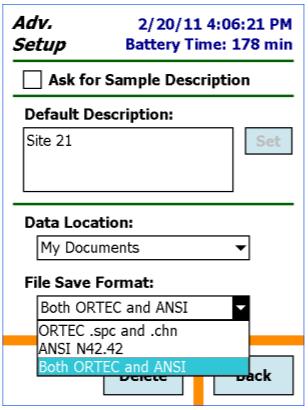 Adv.
Setup
2/20/11 4:06:21 PM
Battery Time: 178 min
Ask for Sample Description
Default Description:
Site 21
Set
Data Location:
My Documents
File Save Format:
Both ORTEC and ANSI
ORTEC .spc and .chn
ANSI N42.42
Both ORTEC and ANSI
Delete
Back